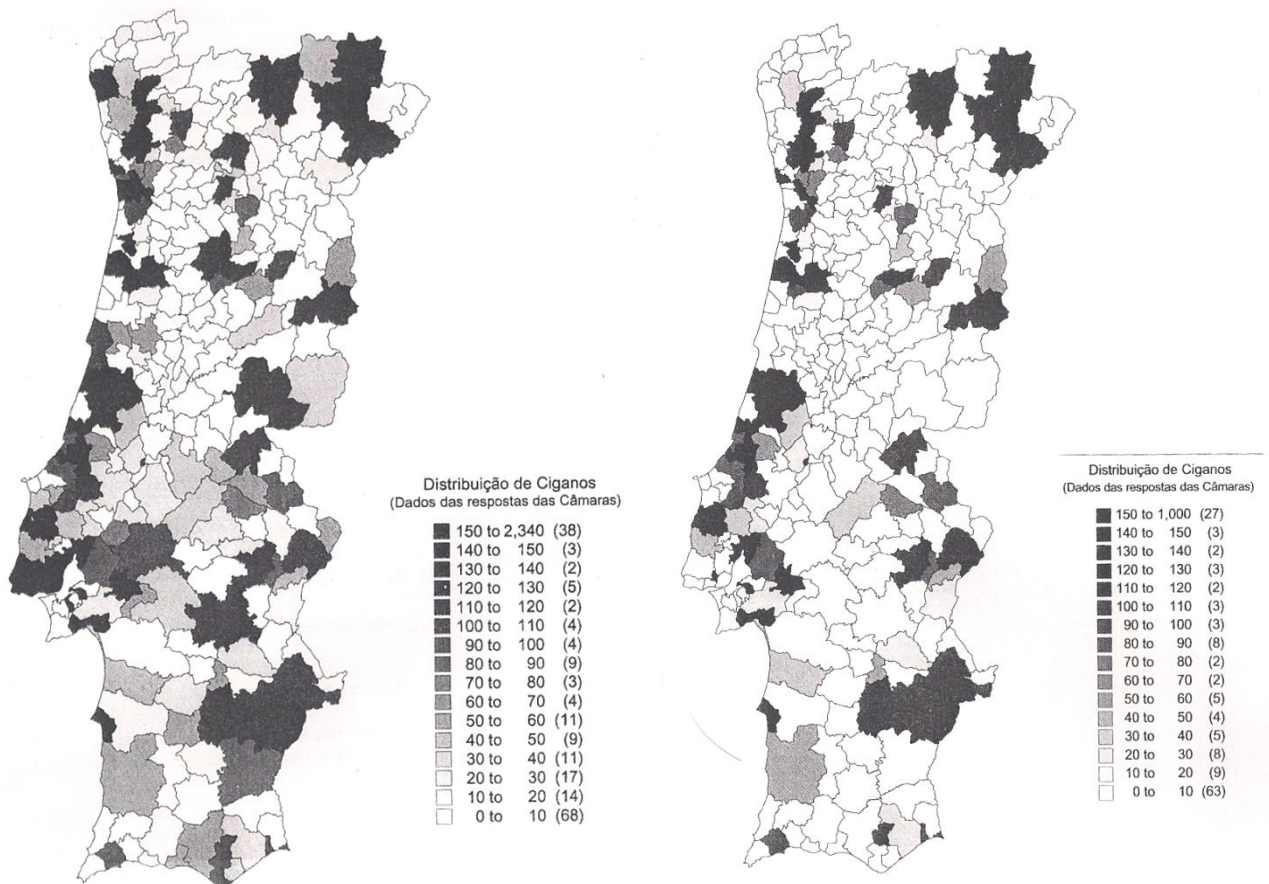 Distribuição de Ciganos
(Dados das respostas das Câmaras)
150 to 2,340 (38)
140 to 150 (3)
130 to 140 (2)
120 to 130 (5)
110 to 120 (2)
100 to 110 (4)
90 to 100 (4)
80 to 90 (9)
70 to 80 (3)
60 to 70 (4)
50 to 60 (11)
40 to 50 (9)
30 to 40 (11)
20 to 30 (17)
10 to 20 (14)
0 to 10 (68)
Distribuição de Ciganos
(Dados das respostas das Câmaras)
150 to 1,000 (27)
140 to 150 (3)
130 to 140 (2)
120 to 130 (3)
110 to 120 (2)
100 to 110 (3)
90 to 100 (3)
80 to 90 (8)
70 to 80 (2)
60 to 70 (2)
50 to 60 (5)
40 to 50 (4)
30 to 40 (5)
20 to 30 (8)
10 to 20 (9)
0 to 10 (63)